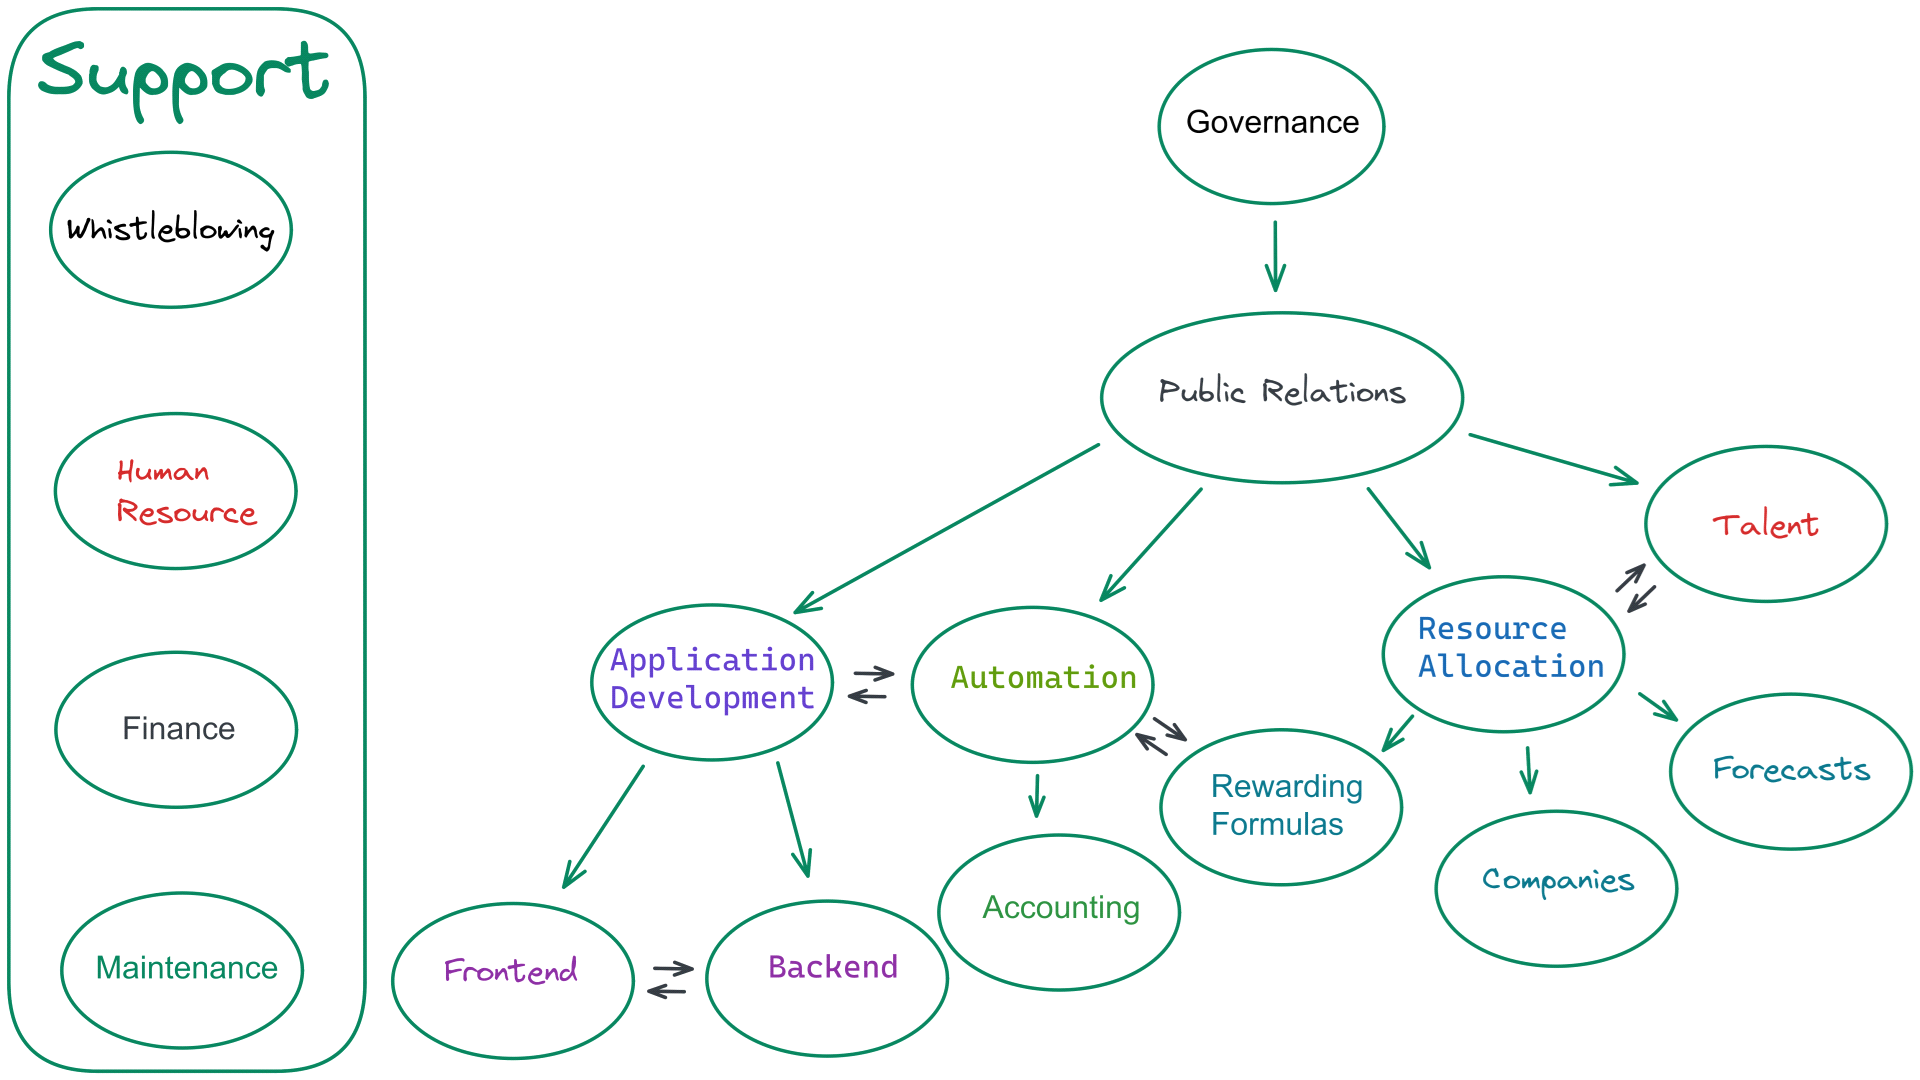 Support
Whistleblowing
Human
Resource
Finance
Maintenance
Governance
Public Relations
Talent
Resource
Allocation
Application
Development
Automation
Rewarding
Formulas
Forecasts
Companies
Accounting
Frontend
Backend